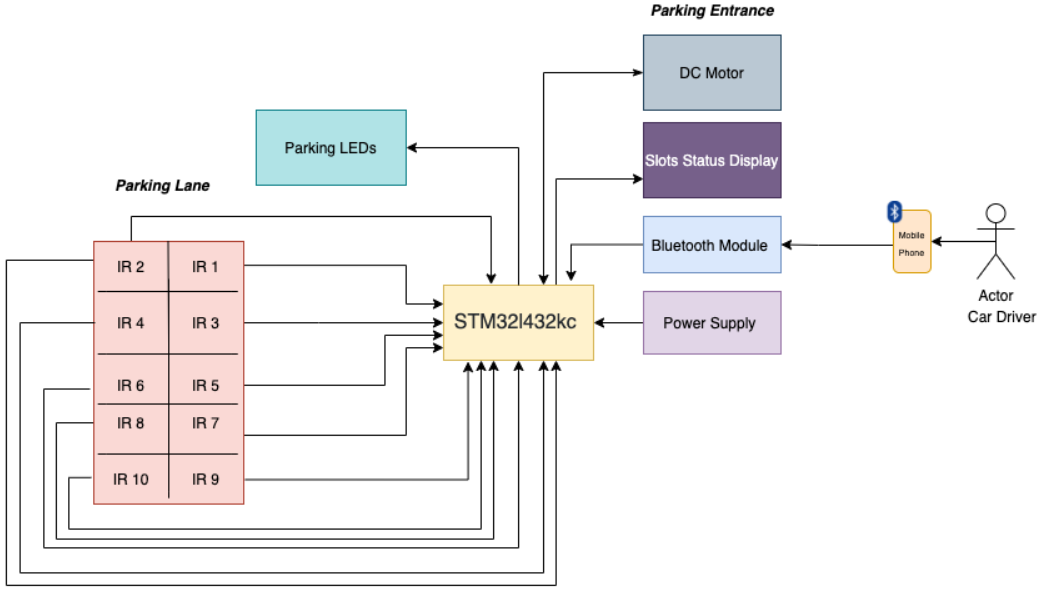 Parking Entrance
DC Motor
Parking LEDs
Slots Status Display
Parking Lane
Bluetooth Module
Mobile
Phone
IR 2
IR 1
IR 4
IR 3
IR 6
IR 5
IR 8
IR 7
IR 10
IR 9
STM32l432kc
Power Supply
Actor
Car Driver